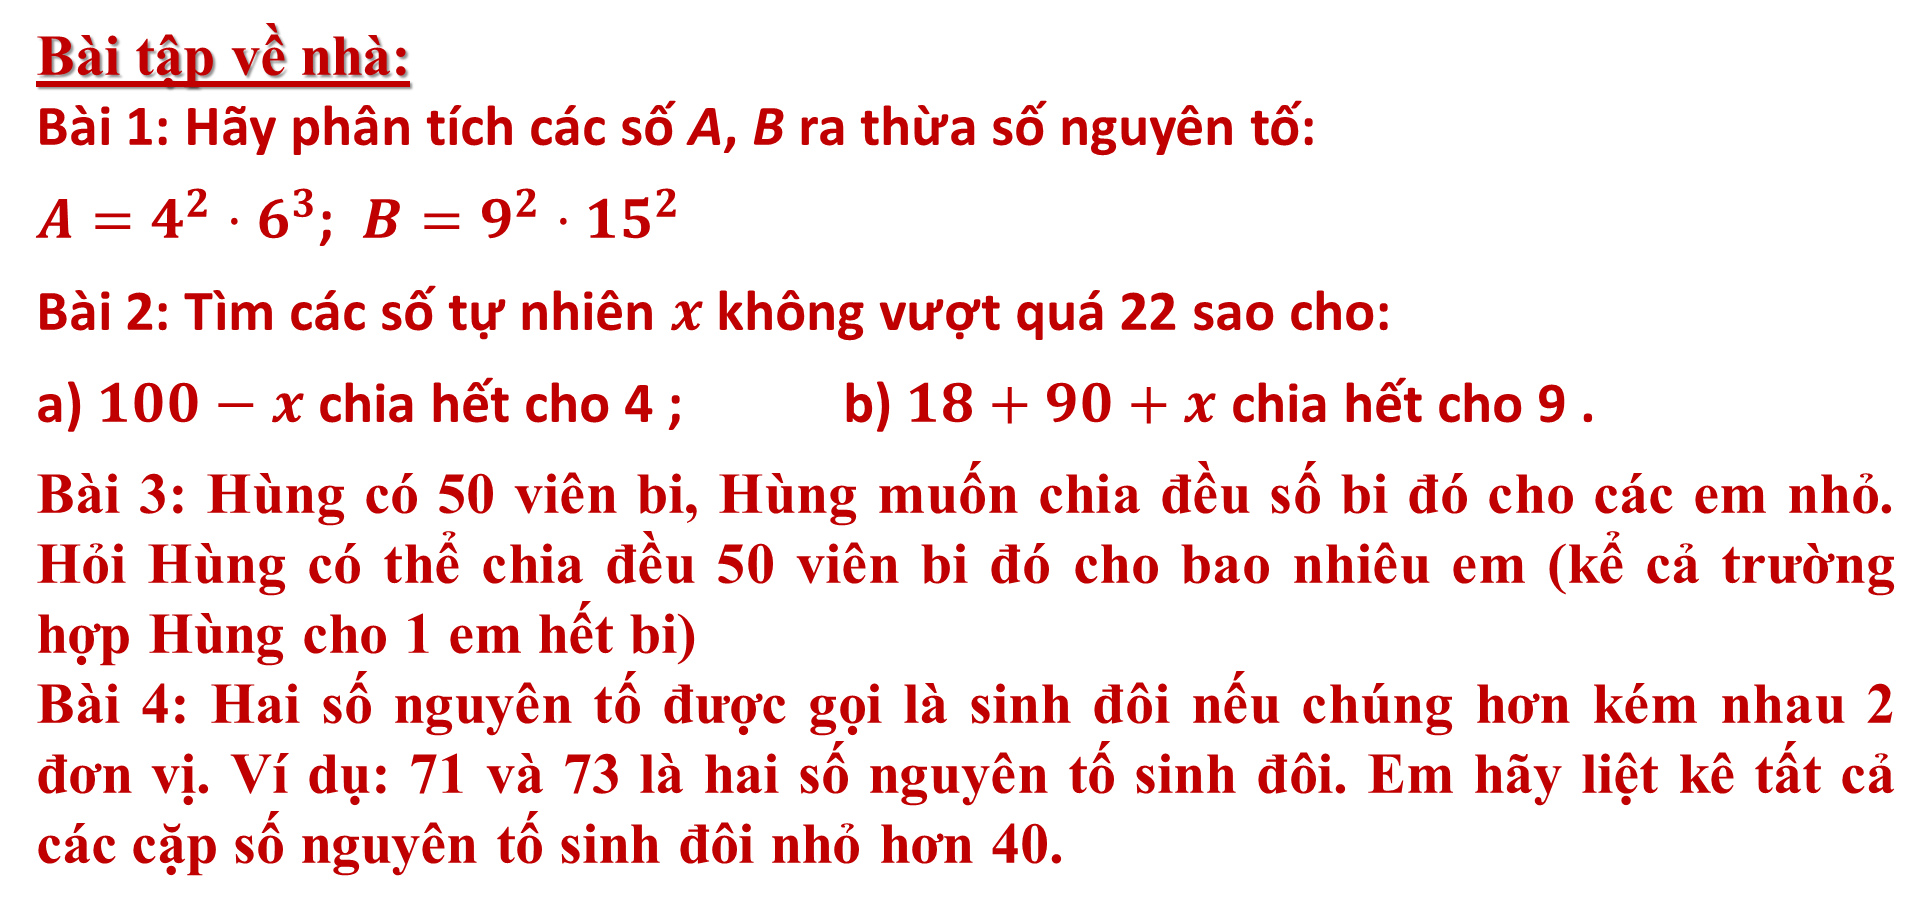 Bài tập về nhà:
Bài 1: Hãy phân tích các số A, B ra thừa số nguyên tố:
A = 4² · 6³; B = 9² · 15²
Bài 2: Tìm các số tự nhiên x không vượt quá 22 sao cho:
a) 100 − x chia hết cho 4 ; b) 18 + 90 + x chia hết cho 9 .
Bài 3: Hùng có 50 viên bi, Hùng muốn chia đều số bi đó cho các em nhỏ.
Hỏi Hùng có thể chia đều 50 viên bi đó cho bao nhiêu em (kể cả trường
hợp Hùng cho 1 em hết bi)
Bài 4: Hai số nguyên tố được gọi là sinh đôi nếu chúng hơn kém nhau 2
đơn vị. Ví dụ: 71 và 73 là hai số nguyên tố sinh đôi. Em hãy liệt kê tất cả
các cặp số nguyên tố sinh đôi nhỏ hơn 40.